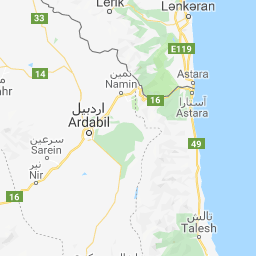 Lerik
Lənkəran
33
E119
14
نمین
Namin
Astara
16
آستارا
Astara
اردبیل
Ardabil
49
سرعین
Sarein
نیر
Nir
16
تالش
Talesh